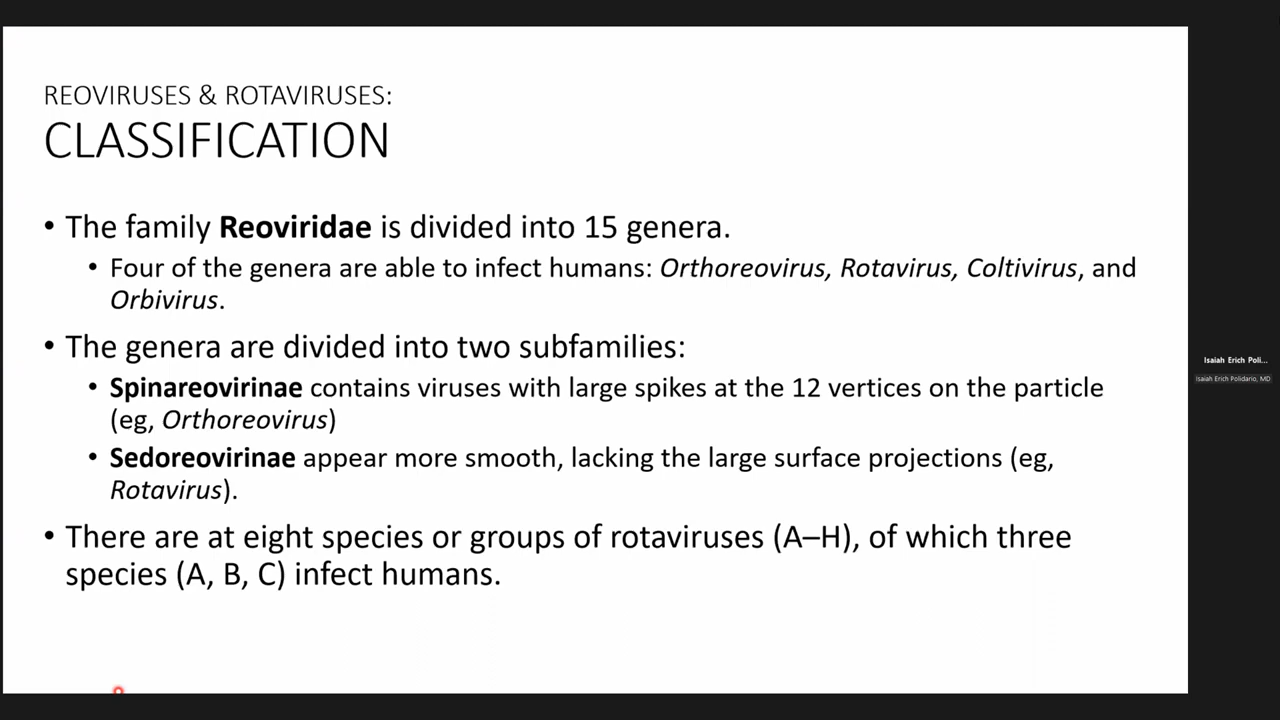 REOVIRUSES & ROTAVIRUSES:
CLASSIFICATION
• The family Reoviridae is divided into 15 genera.
• Four of the genera are able to infect humans: Orthoreovirus, Rotavirus, Coltivirus, and
Orbivirus.
• The genera are divided into two subfamilies:
• Spinareovirinae contains viruses with large spikes at the 12 vertices on the particle
(eg, Orthoreovirus)
• Sedoreovirinae appear more smooth, lacking the large surface projections (eg,
Rotavirus).
• There are at eight species or groups of rotaviruses (A–H), of which three
species (A, B, C) infect humans.
Isaiah Erich Poli...
Isaiah Erich Polidario, MD